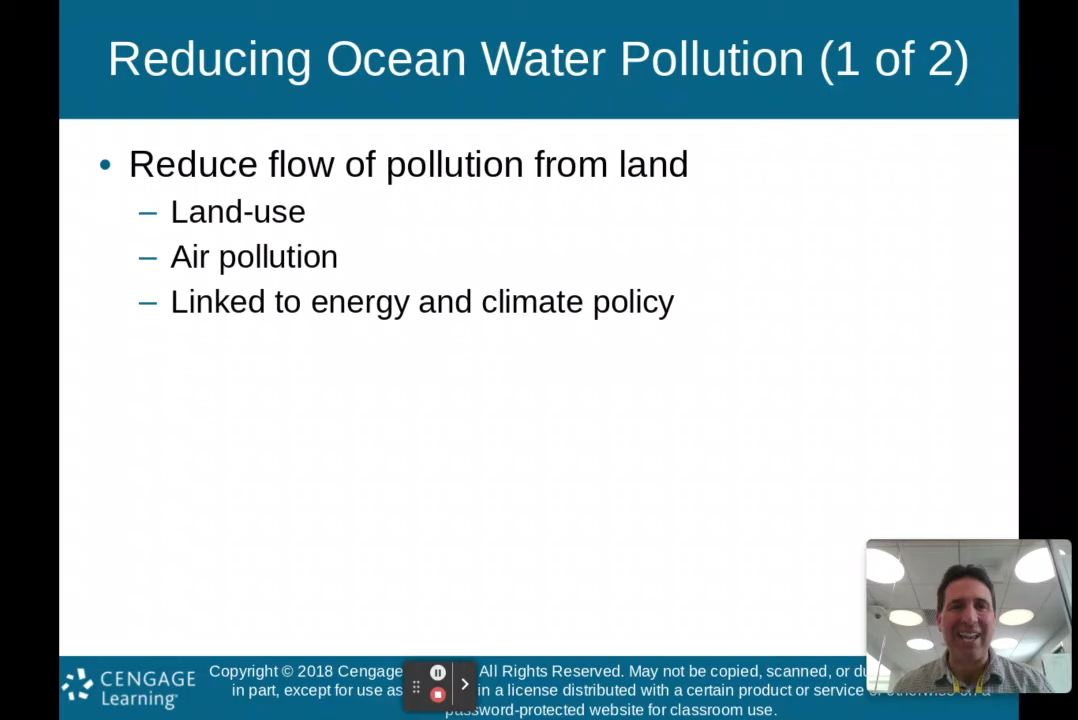 Reducing Ocean Water Pollution (1 of 2)
• Reduce flow of pollution from land
– Land-use
– Air pollution
– Linked to energy and climate policy
CENGAGE
Learning
Copyright © 2018 Cengage All Rights Reserved. May not be copied, scanned, or
in part, except for use as in a license distributed with a certain product or service
password-protected website for classroom use.